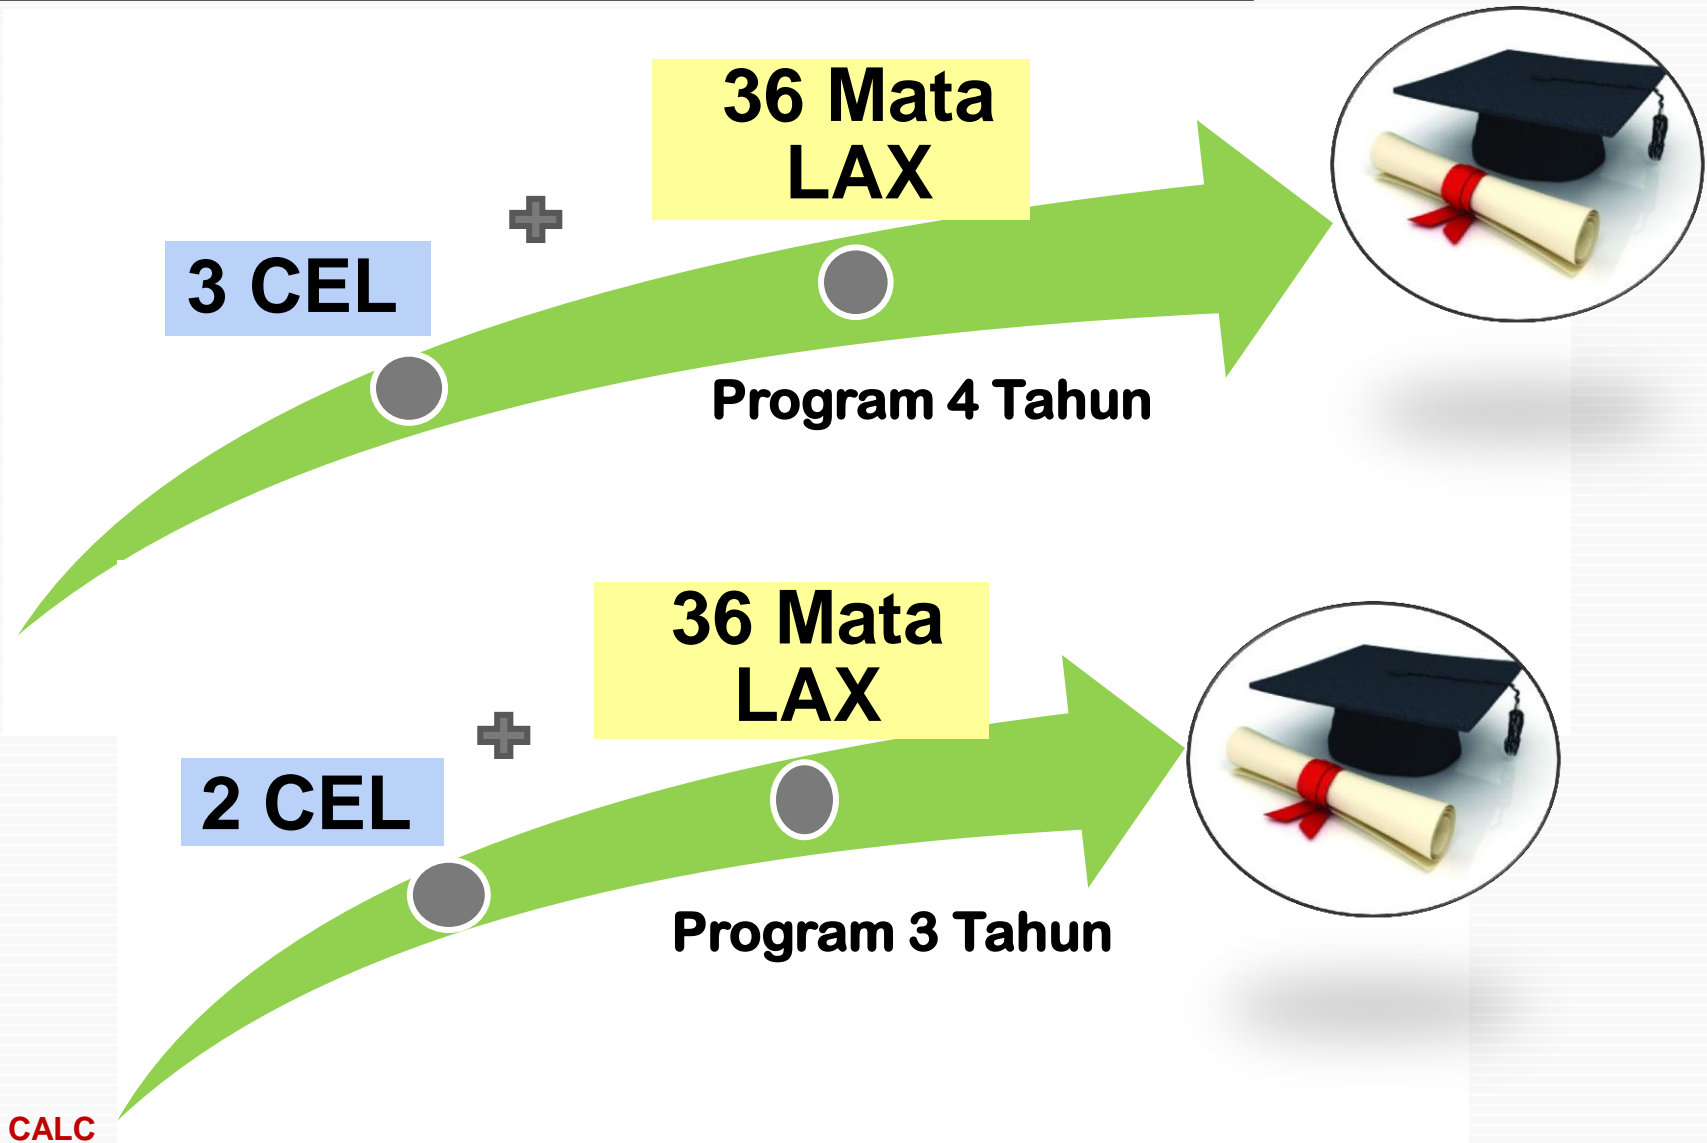 36 Mata
LAX
3 CEL
Program 4 Tahun
36 Mata
LAX
2 CEL
Program 3 Tahun
CALC